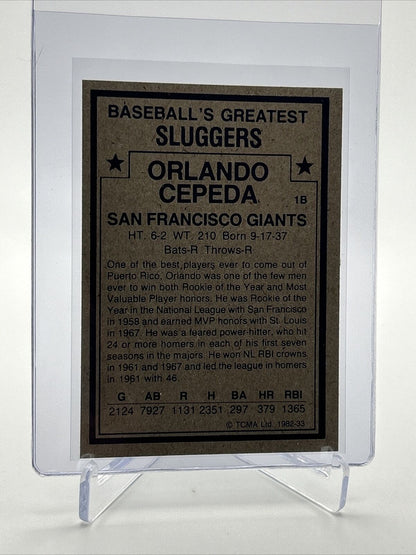 BASEBALL'S GREATEST
SLUGGERS
ORLANDO
CEPEDA 1B
SAN FRANCISCO GIANTS
HT. 6-2 WT. 210 Born 9-17-37
Bats-R Throws-R
One of the best players ever to come out of
Puerto Rico, Orlando was one of the few men
ever to win both Rookie of the Year and Most
Valuable Player honors. He was Rookie of the
Year in the National League with San Francisco
in 1958 and earned MVP honors with St. Louis
in 1967. He was a feared power-hitter, who hit
24 or more homers in each of his first seven
seasons in the majors. He won NL RBI crowns
in 1961 and 1967 and led the league in homers
in 1961 with 46.
G AB R H BA HR RBI
2124 7927 1131 2351 .297 379 1365
© TCMA Ltd. 1982-33